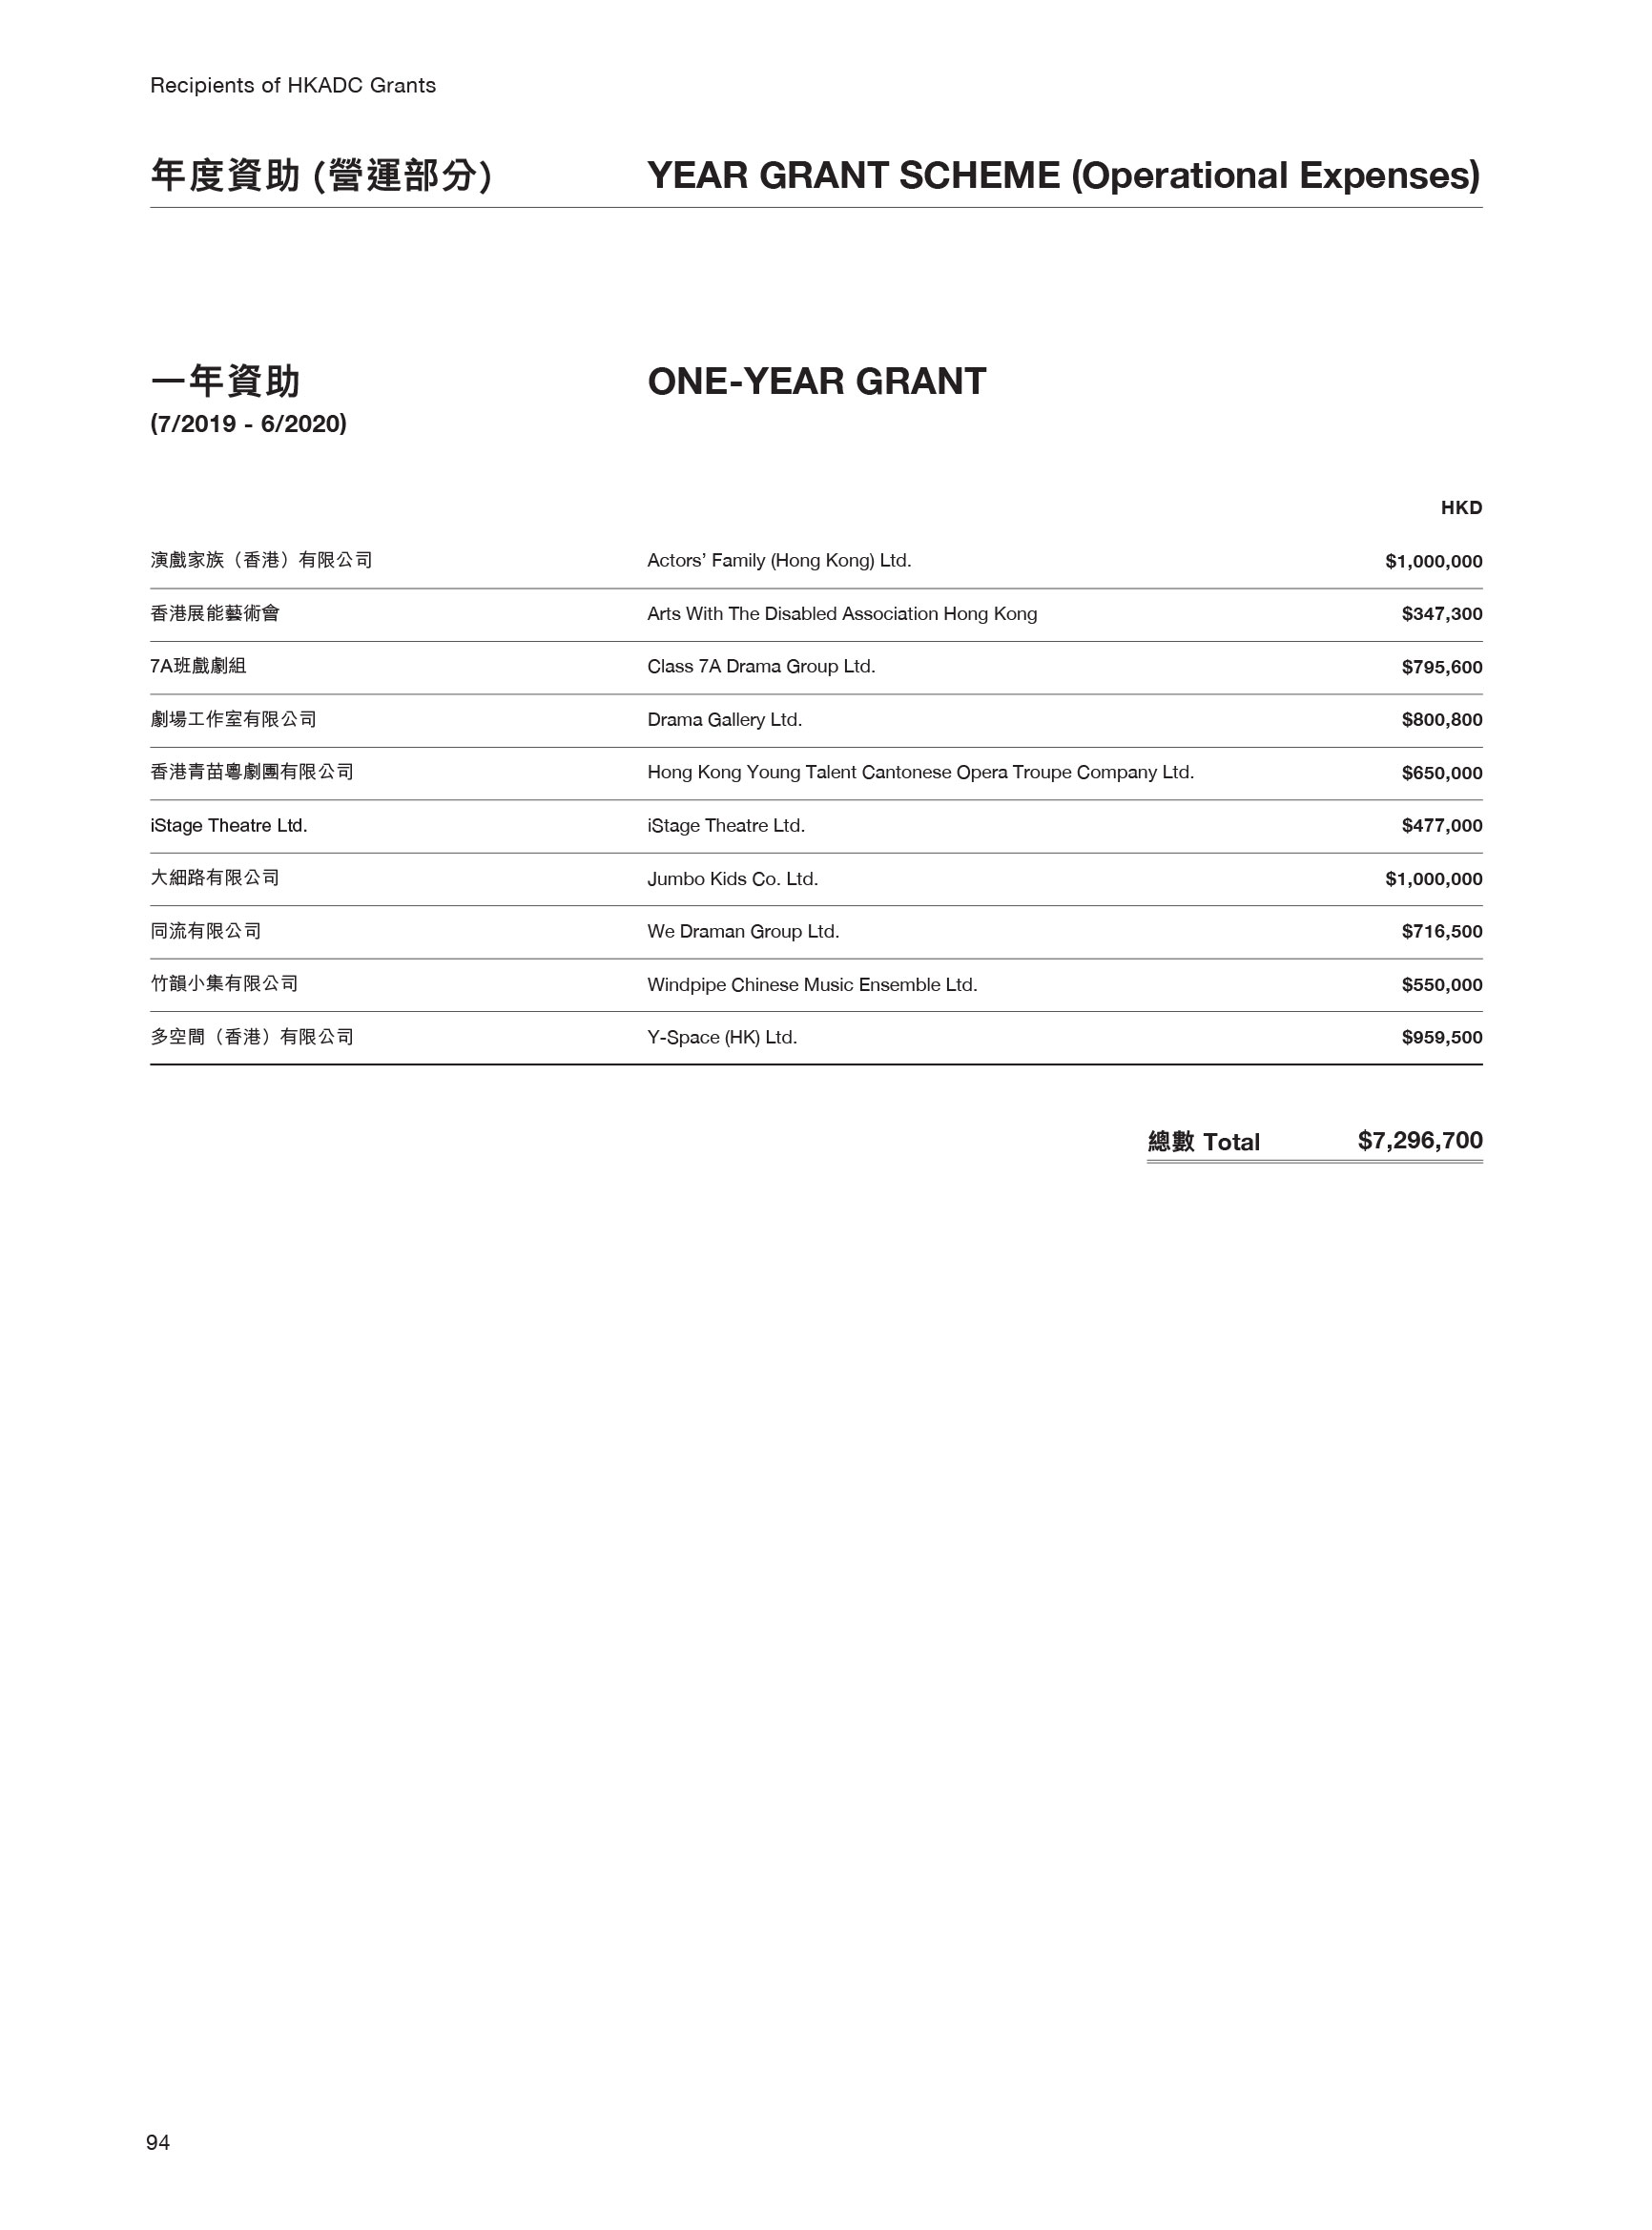 Recipients of HKADC Grants
年度資助 (營運部分) YEAR GRANT SCHEME (Operational Expenses)
一年資助 ONE-YEAR GRANT
(7/2019 - 6/2020)
HKD
演戲家族（香港）有限公司 Actors’ Family (Hong Kong) Ltd. $1,000,000
香港展能藝術會 Arts With The Disabled Association Hong Kong $347,300
7A班戲劇組 Class 7A Drama Group Ltd. $795,600
劇場工作室有限公司 Drama Gallery Ltd. $800,800
香港青苗粵劇團有限公司 Hong Kong Young Talent Cantonese Opera Troupe Company Ltd. $650,000
iStage Theatre Ltd. iStage Theatre Ltd. $477,000
大細路有限公司 Jumbo Kids Co. Ltd. $1,000,000
同流有限公司 We Draman Group Ltd. $716,500
竹韻小集有限公司 Windpipe Chinese Music Ensemble Ltd. $550,000
多空間（香港）有限公司 Y-Space (HK) Ltd. $959,500
總數 Total $7,296,700
94